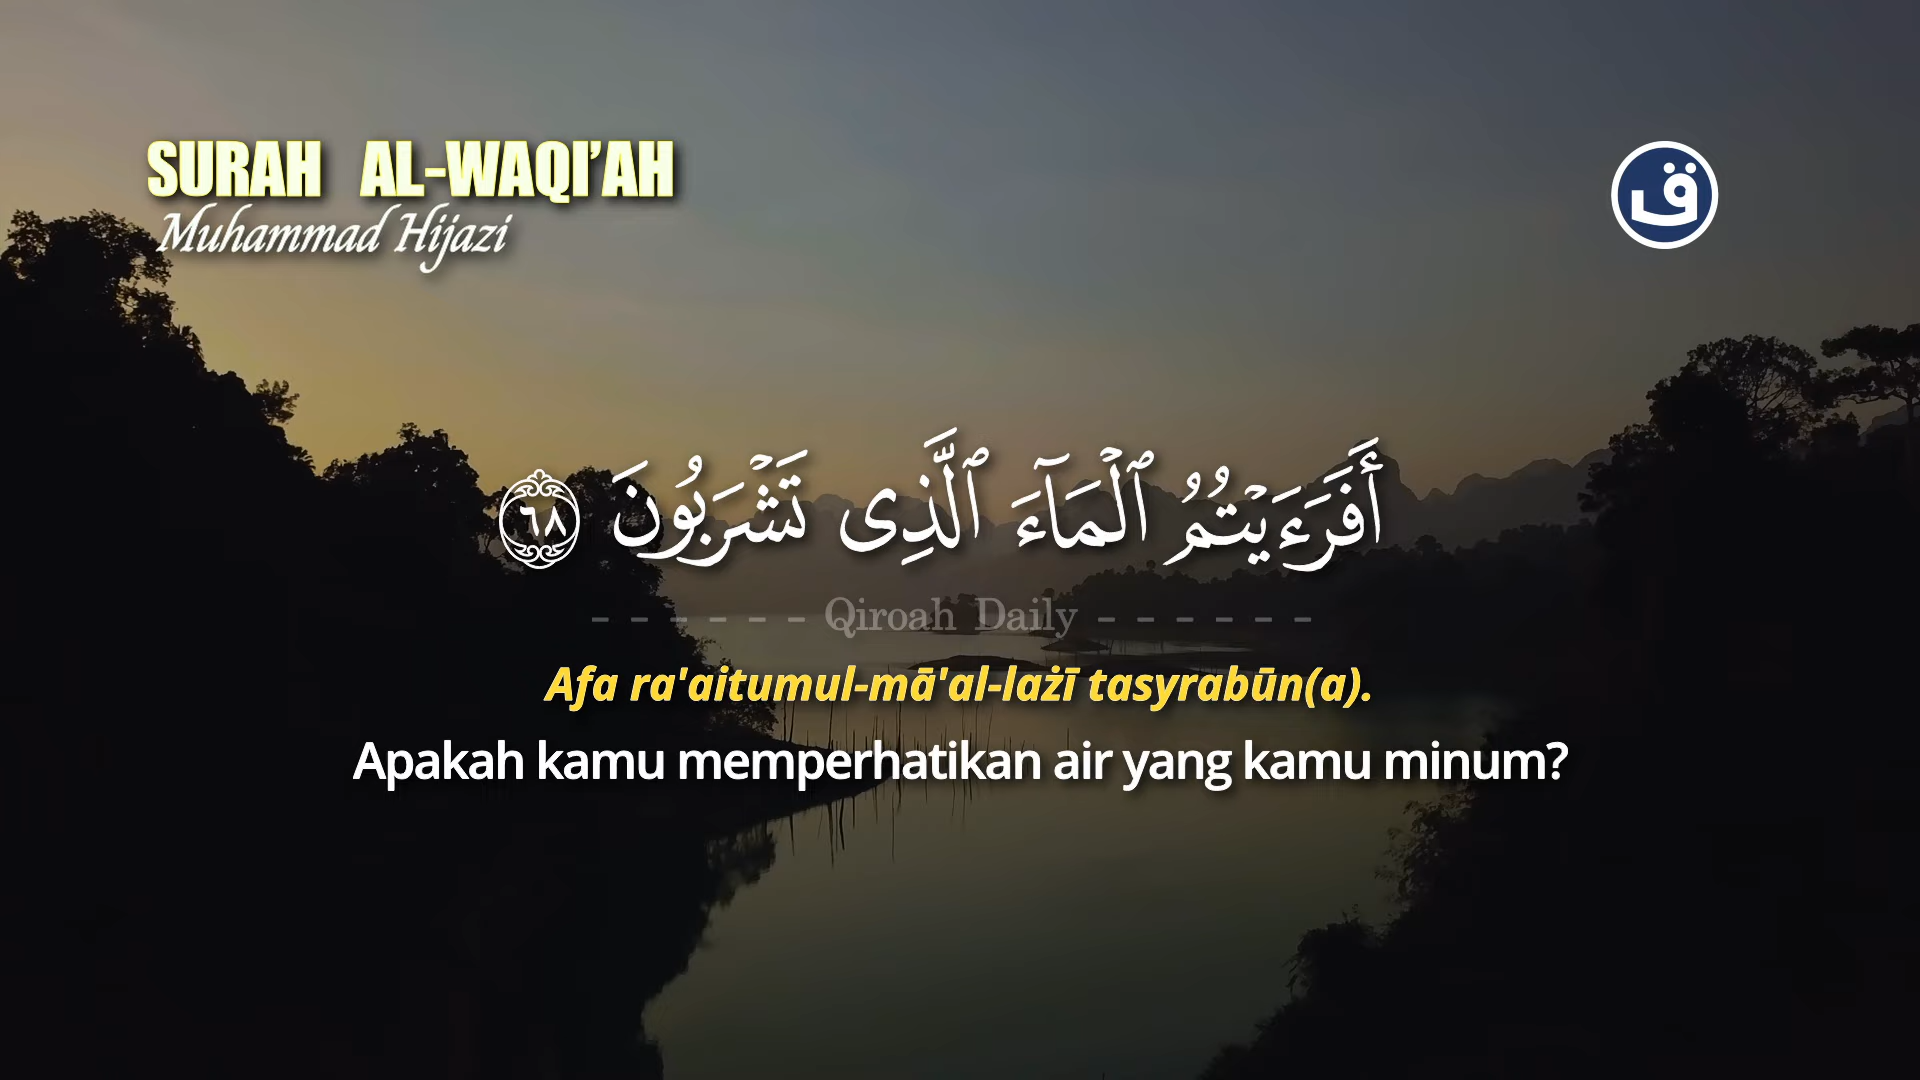 SURAH AL-WAQI’AH
Muhammad Hijazi
ق
أَفَرَءَيْتُمُ ٱلْمَآءَ ٱلَّذِى تَشْرَبُونَ ٦٨
------ Qiroah Daily ------
Afa ra'aitumul-mā'al-lażī tasyrabūn(a).
Apakah kamu memperhatikan air yang kamu minum?